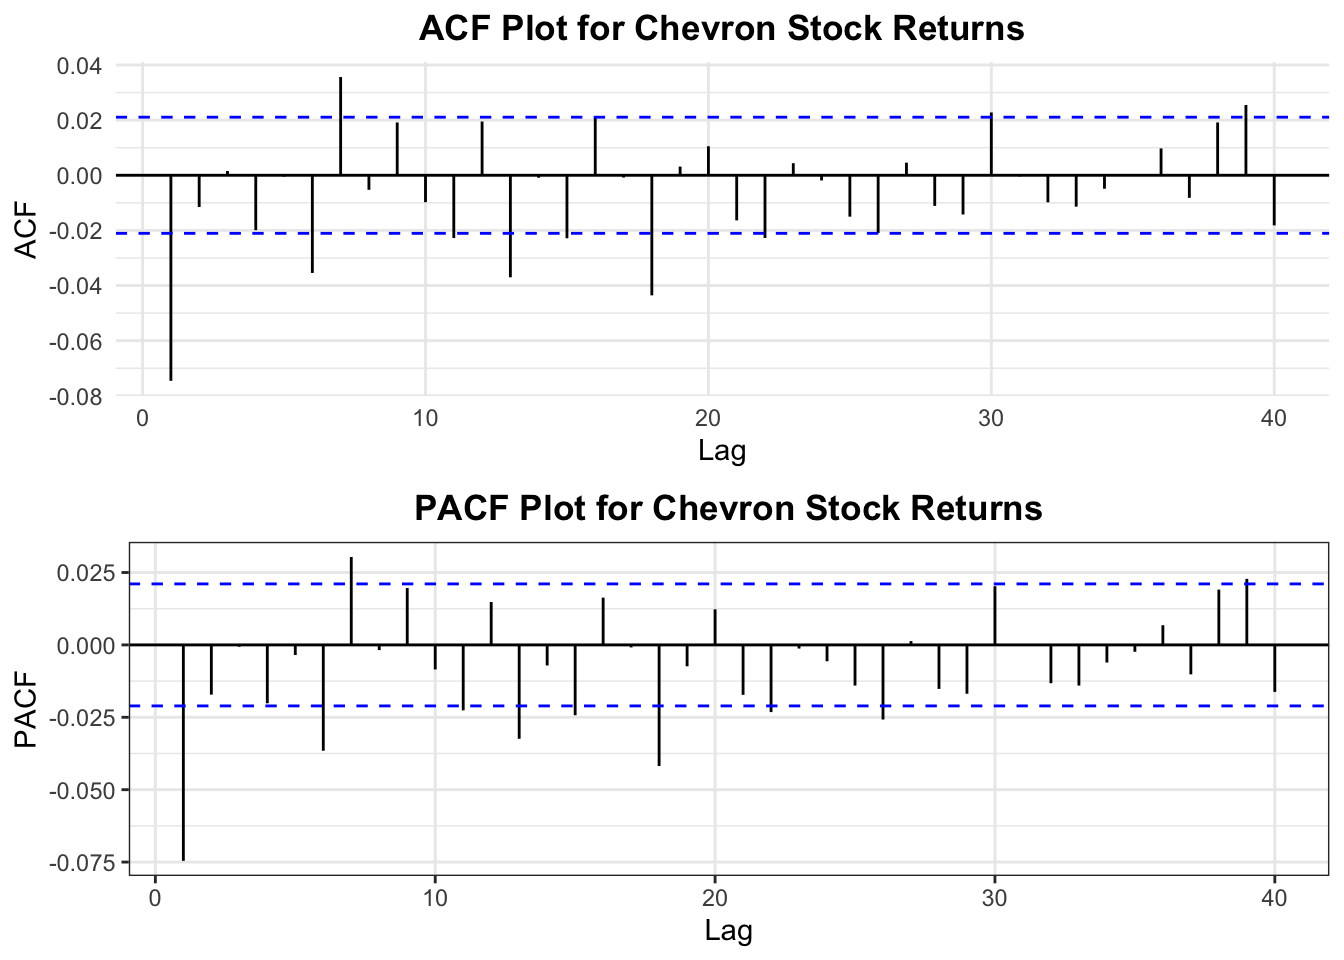 ACF Plot for Chevron Stock Returns
0.04
0.02
0.00
-0.02
-0.04
-0.06
-0.08
ACF
0 10 20 30 40
Lag
PACF Plot for Chevron Stock Returns
0.025
0.000
-0.025
-0.050
-0.075
PACF
0 10 20 30 40
Lag